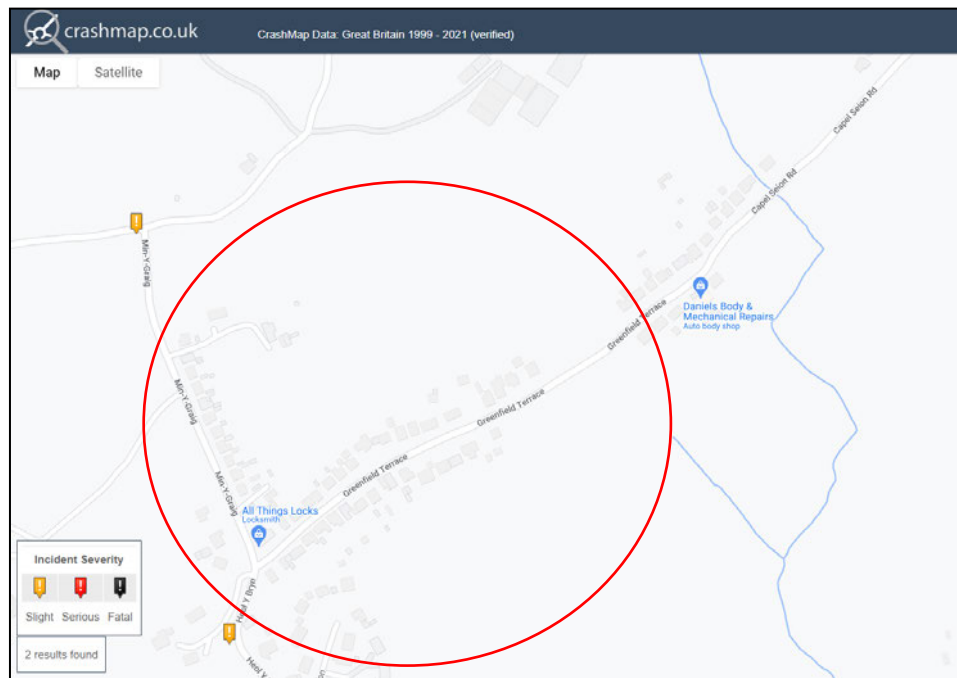 crashmap.co.uk
CrashMap Data: Great Britain 1999 - 2021 (verified)
Map
Satellite
Capel Seion Rd
Capel Seion Rd
Min-Y-Graig
Daniels Body &
Mechanical Repairs
Auto body shop
Greenfield Terrace
Min-Y-Graig
Greenfield Terrace
Greenfield Terrace
Min-Y-Graig
All Things Locks
Locksmith
Incident Severity
Slight Serious Fatal
Heol Y Bryn
2 results found
Heol Y